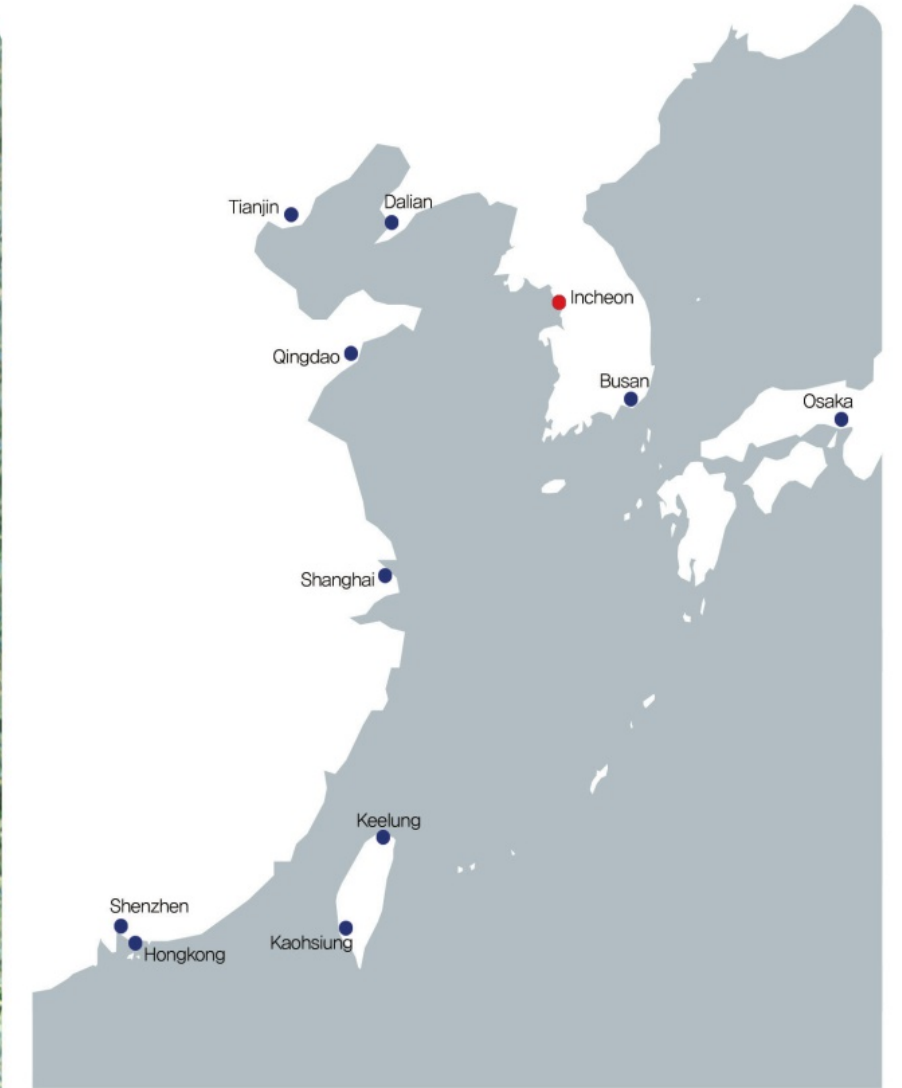 Dalian
Tianjin
Incheon
Qingdao
Busan
Osaka
Shanghai
Keelung
Shenzhen
Kaohsiung
Hongkong